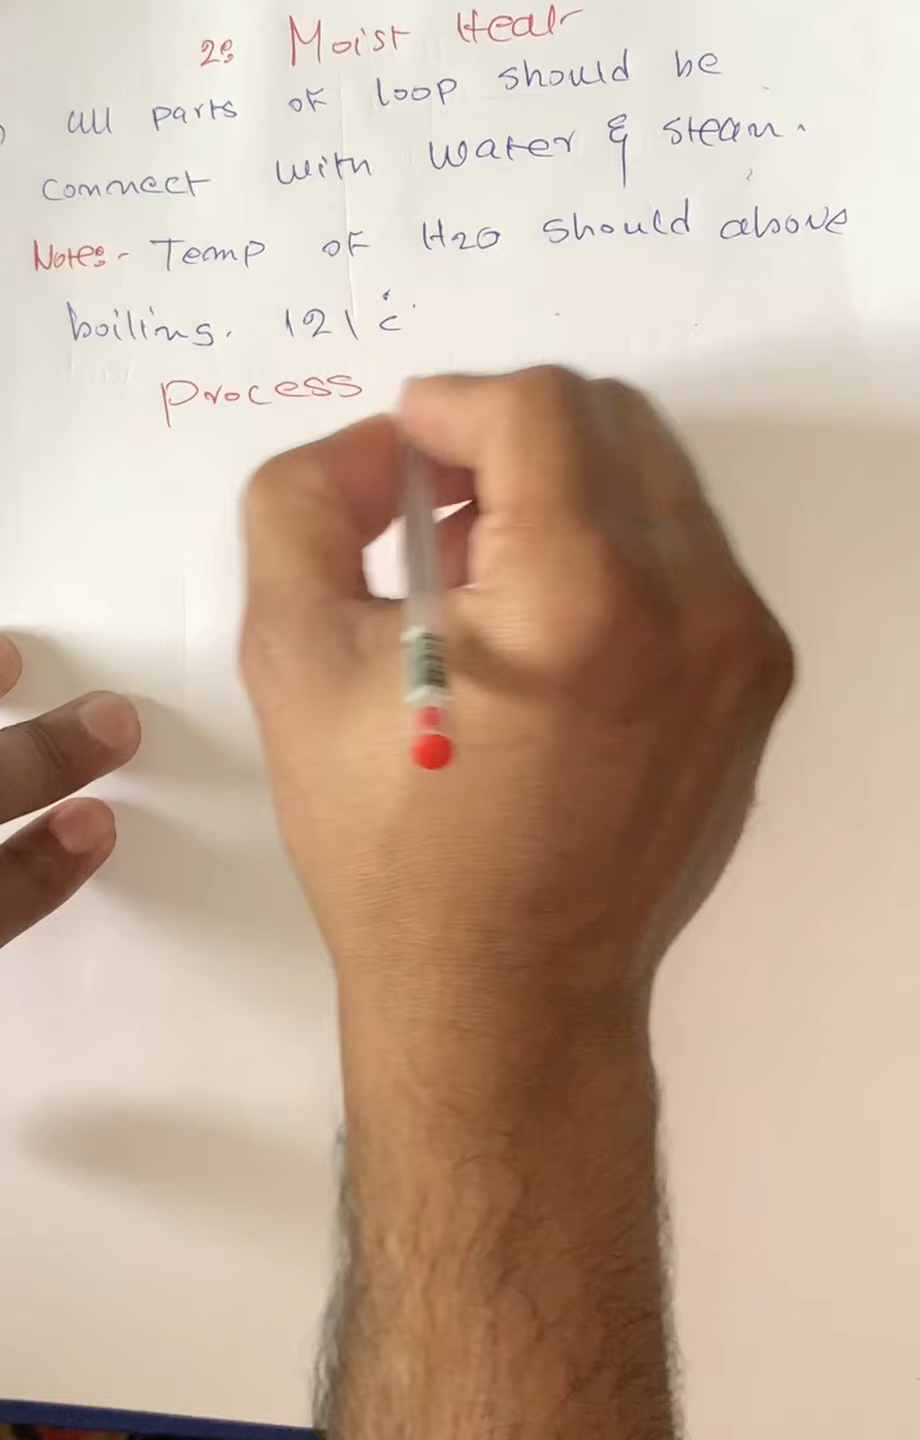 2: Moist Heat
all parts of loop should be
connect with water & steam.
Notes- Temp of H2O should above
boiling. 121°c
process